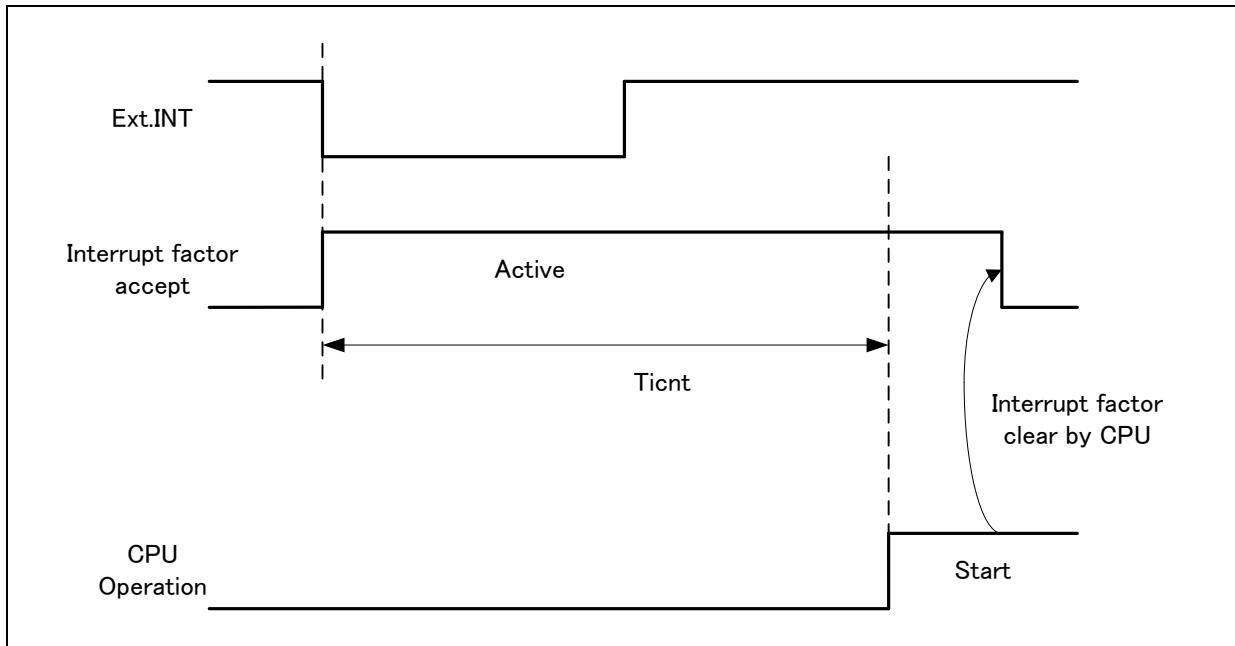 Ext.INT
Interrupt factor
accept
Active
Ticnt
Interrupt factor
clear by CPU
CPU
Operation
Start